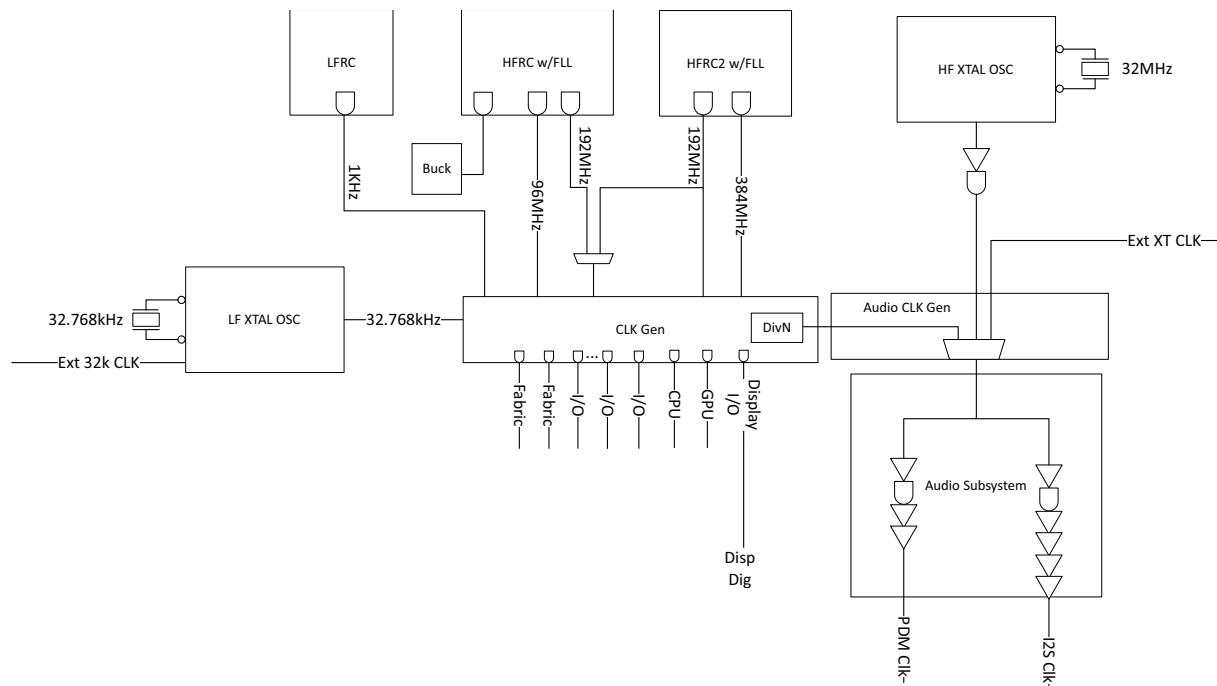 LFRC
HFRC w/FLL
HFRC2 w/FLL
HF XTAL OSC
32MHz
Buck
1KHz
96MHz
192MHz
192MHz
384MHz
Ext XT CLK
32.768kHz
LF XTAL OSC
32.768kHz
Ext 32k CLK
CLK Gen
DivN
Audio CLK Gen
...
Fabric
Fabric
I/O
I/O
I/O
CPU
GPU
Display
I/O
Audio Subsystem
Disp
Dig
PDM Clk
I2S Clk